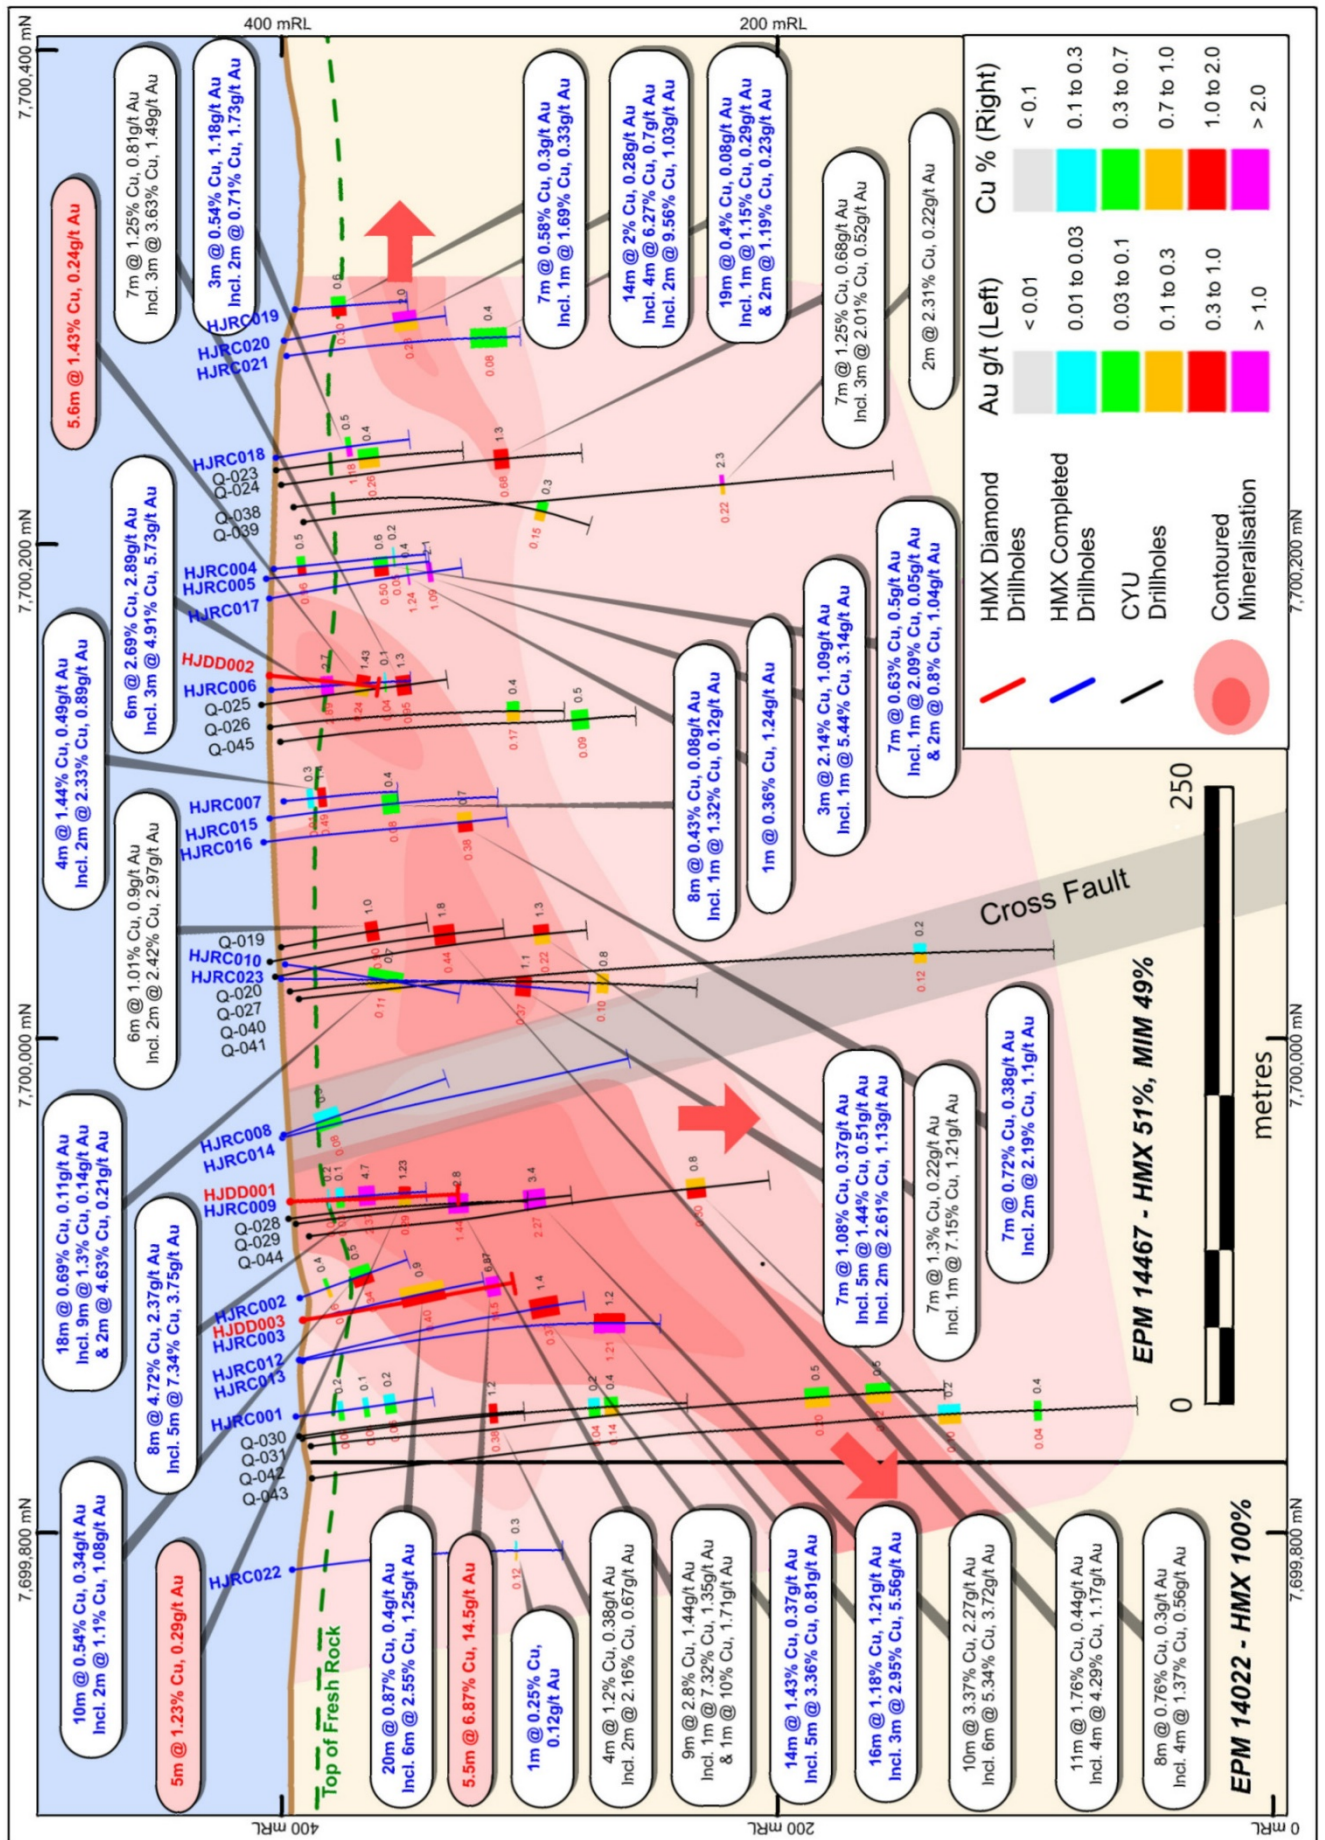 7,699,800 mN
7,700,000 mN
7,700,200 mN
7,700,400 mN
400 mRL
200 mRL
0 mRL
400 mRL
200 mRL
10m @ 0.54% Cu, 0.34g/t Au
Incl. 2m @ 1.1% Cu, 1.08g/t Au
5m @ 1.23% Cu, 0.29g/t Au
8m @ 4.72% Cu, 2.37g/t Au
Incl. 5m @ 7.34% Cu, 3.75g/t Au
18m @ 0.69% Cu, 0.11g/t Au
Incl. 9m @ 1.3% Cu, 0.14g/t Au
& 2m @ 4.63% Cu, 0.21g/t Au
6m @ 1.01% Cu, 0.9g/t Au
Incl. 2m @ 2.42% Cu, 2.97g/t Au
4m @ 1.44% Cu, 0.49g/t Au
Incl. 2m @ 2.33% Cu, 0.89g/t Au
6m @ 2.69% Cu, 2.89g/t Au
Incl. 3m @ 4.91% Cu, 5.73g/t Au
5.6m @ 1.43% Cu, 0.24g/t Au
7m @ 1.25% Cu, 0.81g/t Au
Incl. 3m @ 3.63% Cu, 1.49g/t Au
3m @ 0.54% Cu, 1.18g/t Au
Incl. 2m @ 0.71% Cu, 1.73g/t Au
HJRC022
Q-043
Q-042
Q-031
Q-030
HJRC001
HJRC013
HJRC012
HJRC003
HJDD003
HJRC002
Q-044
Q-029
Q-028
HJRC009
HJDD001
HJRC014
HJRC008
Q-041
Q-040
Q-027
Q-020
HJRC023
HJRC010
Q-019
HJRC016
HJRC015
HJRC007
Q-045
Q-026
Q-025
HJRC006
HJDD002
HJRC017
HJRC005
HJRC004
Q-039
Q-038
Q-024
Q-023
HJRC018
HJRC021
HJRC020
HJRC019
Top of Fresh Rock
Cross Fault
20m @ 0.87% Cu, 0.4g/t Au
Incl. 6m @ 2.55% Cu, 1.25g/t Au
5.5m @ 6.87% Cu, 14.5g/t Au
1m @ 0.25% Cu,
0.12g/t Au
4m @ 1.2% Cu, 0.38g/t Au
Incl. 2m @ 2.16% Cu, 0.67g/t Au
9m @ 2.8% Cu, 1.44g/t Au
Incl. 1m @ 7.32% Cu, 1.35g/t Au
& 1m @ 10% Cu, 1.71g/t Au
14m @ 1.43% Cu, 0.37g/t Au
Incl. 5m @ 3.36% Cu, 0.81g/t Au
16m @ 1.18% Cu, 1.21g/t Au
Incl. 3m @ 2.95% Cu, 5.56g/t Au
10m @ 3.37% Cu, 2.27g/t Au
Incl. 6m @ 5.34% Cu, 3.72g/t Au
11m @ 1.76% Cu, 0.44g/t Au
Incl. 4m @ 4.29% Cu, 1.17g/t Au
8m @ 0.76% Cu, 0.3g/t Au
Incl. 4m @ 1.37% Cu, 0.56g/t Au
7m @ 1.08% Cu, 0.37g/t Au
Incl. 5m @ 1.44% Cu, 0.51g/t Au
Incl. 2m @ 2.61% Cu, 1.13g/t Au
7m @ 1.3% Cu, 0.22g/t Au
Incl. 1m @ 7.15% Cu, 1.21g/t Au
7m @ 0.72% Cu, 0.38g/t Au
Incl. 2m @ 2.19% Cu, 1.1g/t Au
8m @ 0.43% Cu, 0.08g/t Au
Incl. 1m @ 1.32% Cu, 0.12g/t Au
1m @ 0.36% Cu, 1.24g/t Au
3m @ 2.14% Cu, 1.09g/t Au
Incl. 1m @ 5.44% Cu, 3.14g/t Au
7m @ 0.63% Cu, 0.5g/t Au
Incl. 1m @ 2.09% Cu, 0.05g/t Au
& 2m @ 0.8% Cu, 1.04g/t Au
7m @ 0.58% Cu, 0.3g/t Au
Incl. 1m @ 1.69% Cu, 0.33g/t Au
14m @ 2% Cu, 0.28g/t Au
Incl. 4m @ 6.27% Cu, 0.7g/t Au
Incl. 2m @ 9.56% Cu, 1.03g/t Au
19m @ 0.4% Cu, 0.08g/t Au
Incl. 1m @ 1.15% Cu, 0.29g/t Au
& 2m @ 1.19% Cu, 0.23g/t Au
7m @ 1.25% Cu, 0.68g/t Au
Incl. 3m @ 2.01% Cu, 0.52g/t Au
2m @ 2.31% Cu, 0.22g/t Au
EPM 14022 - HMX 100%
EPM 14467 - HMX 51%, MIM 49%
0
250
metres
HMX Diamond
Drillholes
HMX Completed
Drillholes
CYU
Drillholes
Contoured
Mineralisation
Au g/t (Left)
< 0.01
0.01 to 0.03
0.03 to 0.1
0.1 to 0.3
0.3 to 1.0
> 1.0
Cu % (Right)
< 0.1
0.1 to 0.3
0.3 to 0.7
0.7 to 1.0
1.0 to 2.0
> 2.0
7,699,800 mN
7,700,000 mN
7,700,200 mN